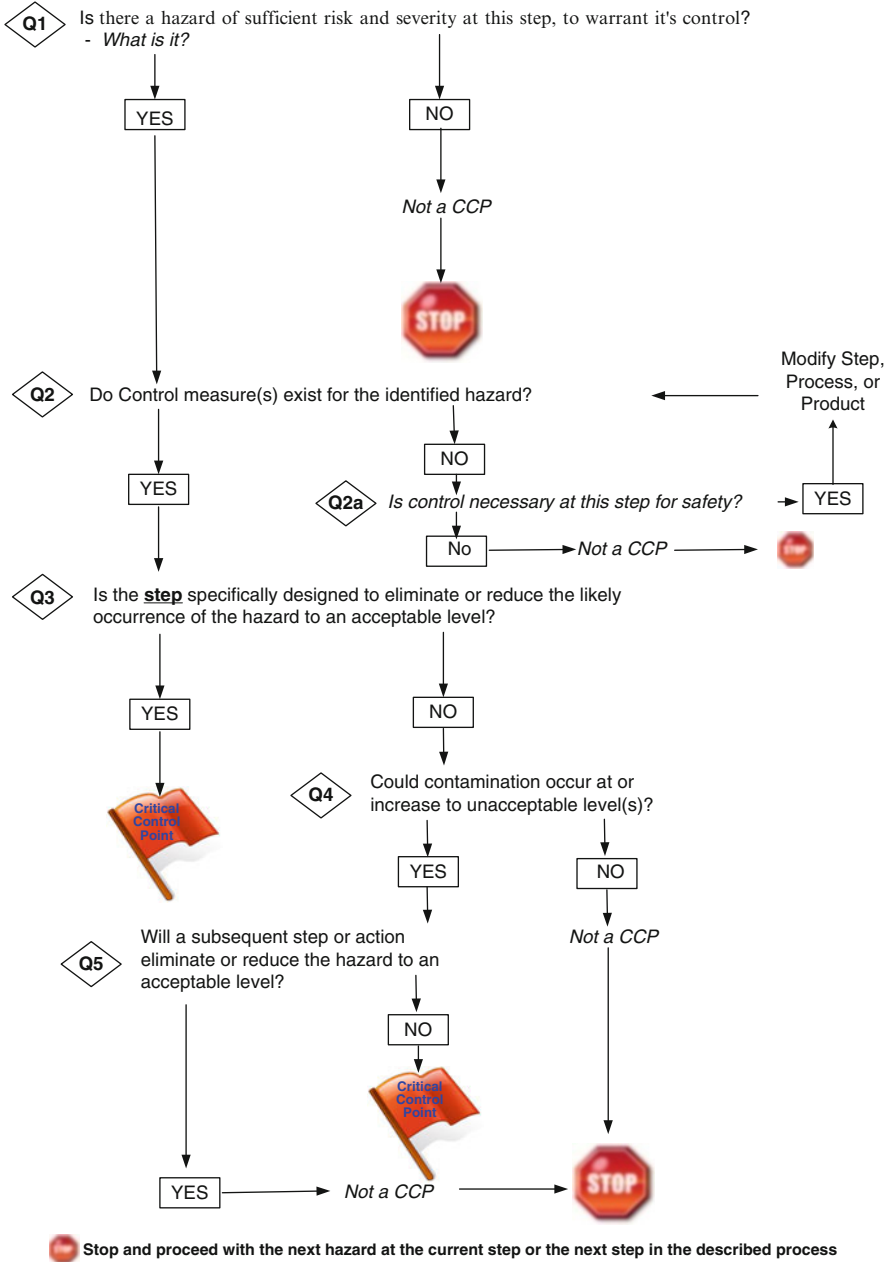 Q1 Is there a hazard of sufficient risk and severity at this step, to warrant it's control?
- What is it?
YES
NO
Not a CCP
STOP
Modify Step,
Process, or
Product
Q2 Do Control measure(s) exist for the identified hazard?
NO
YES
Q2a Is control necessary at this step for safety?
YES
No
Not a CCP
STOP
Q3 Is the step specifically designed to eliminate or reduce the likely
occurrence of the hazard to an acceptable level?
YES
NO
Critical
Control
Point
Q4 Could contamination occur at or
increase to unacceptable level(s)?
YES
NO
Not a CCP
Q5 Will a subsequent step or action
eliminate or reduce the hazard to an
acceptable level?
NO
Critical
Control
Point
YES
Not a CCP
STOP
STOP Stop and proceed with the next hazard at the current step or the next step in the described process